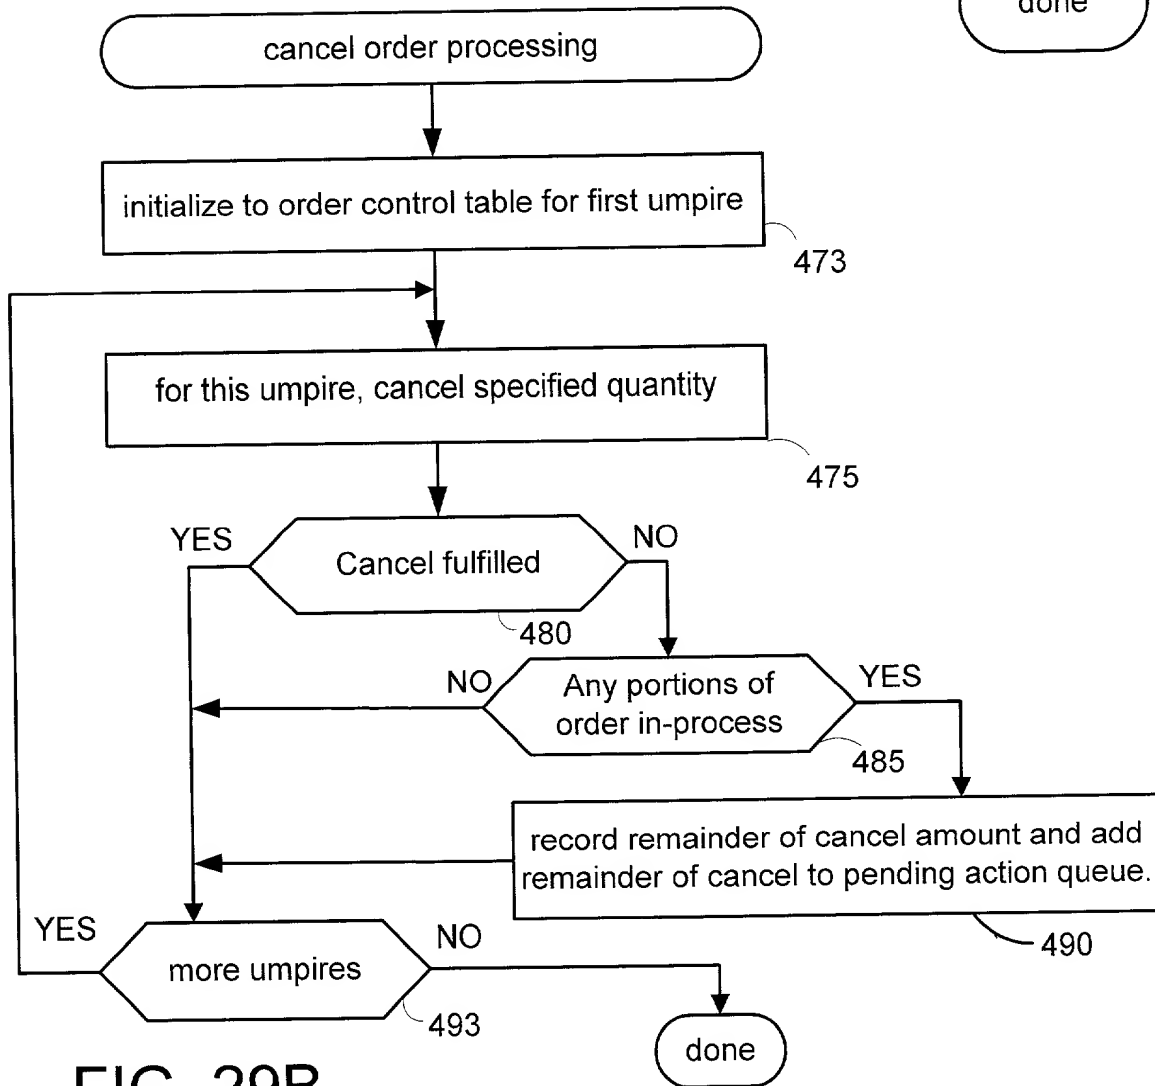 done
cancel order processing
initialize to order control table for first umpire
473
for this umpire, cancel specified quantity
475
YES
NO
Cancel fulfilled
480
NO
Any portions of
order in-process
YES
485
record remainder of cancel amount and add
remainder of cancel to pending action queue.
490
YES
more umpires
NO
493
done
FIG. 29B